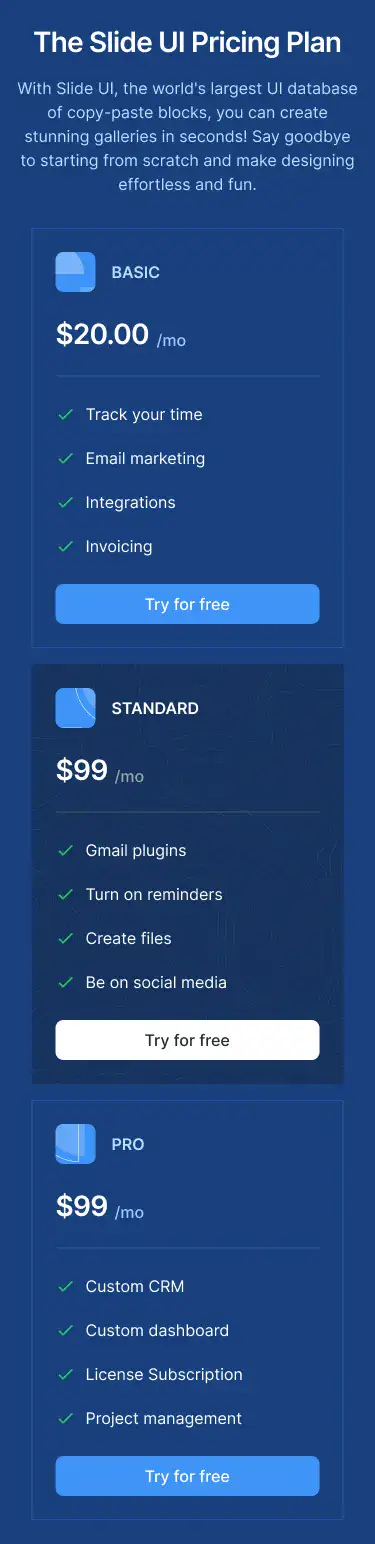 The Slide UI Pricing Plan
With Slide UI, the world's largest UI database
of copy-paste blocks, you can create
stunning galleries in seconds! Say goodbye
to starting from scratch and make designing
effortless and fun.
BASIC
$20.00 /mo
Track your time
Email marketing
Integrations
Invoicing
Try for free
STANDARD
$99 /mo
Gmail plugins
Turn on reminders
Create files
Be on social media
Try for free
PRO
$99 /mo
Custom CRM
Custom dashboard
License Subscription
Project management
Try for free